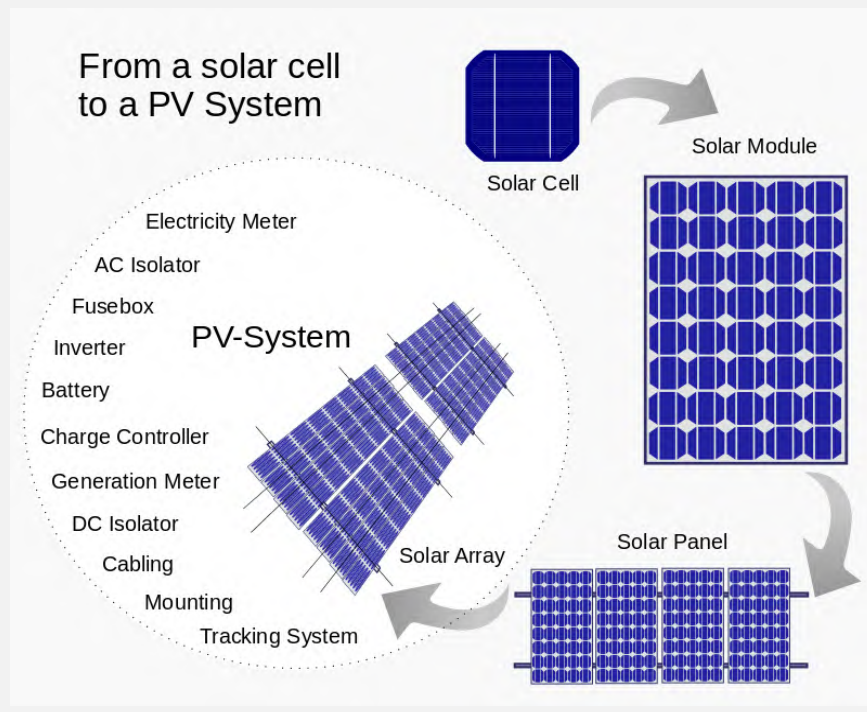 From a solar cell
to a PV System
Solar Cell
Solar Module
Solar Panel
Solar Array
PV-System
Electricity Meter
AC Isolator
Fusebox
Inverter
Battery
Charge Controller
Generation Meter
DC Isolator
Cabling
Mounting
Tracking System